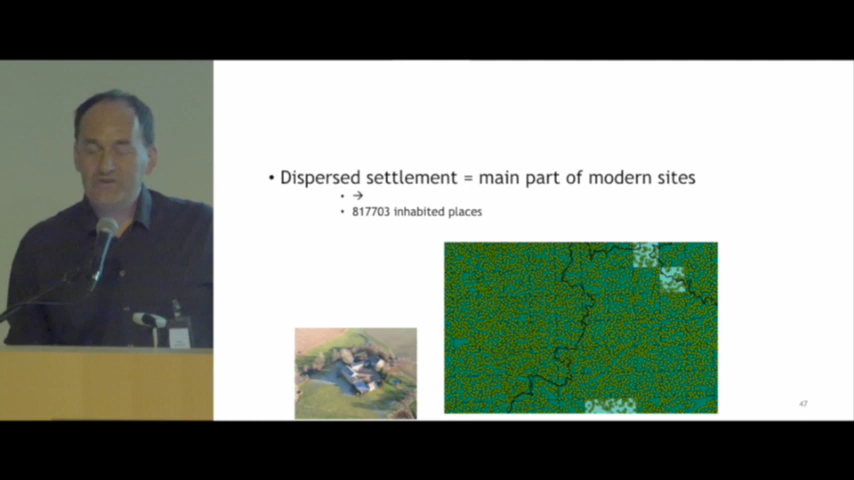 • Dispersed settlement = main part of modern sites
• →
• 817703 inhabited places
47